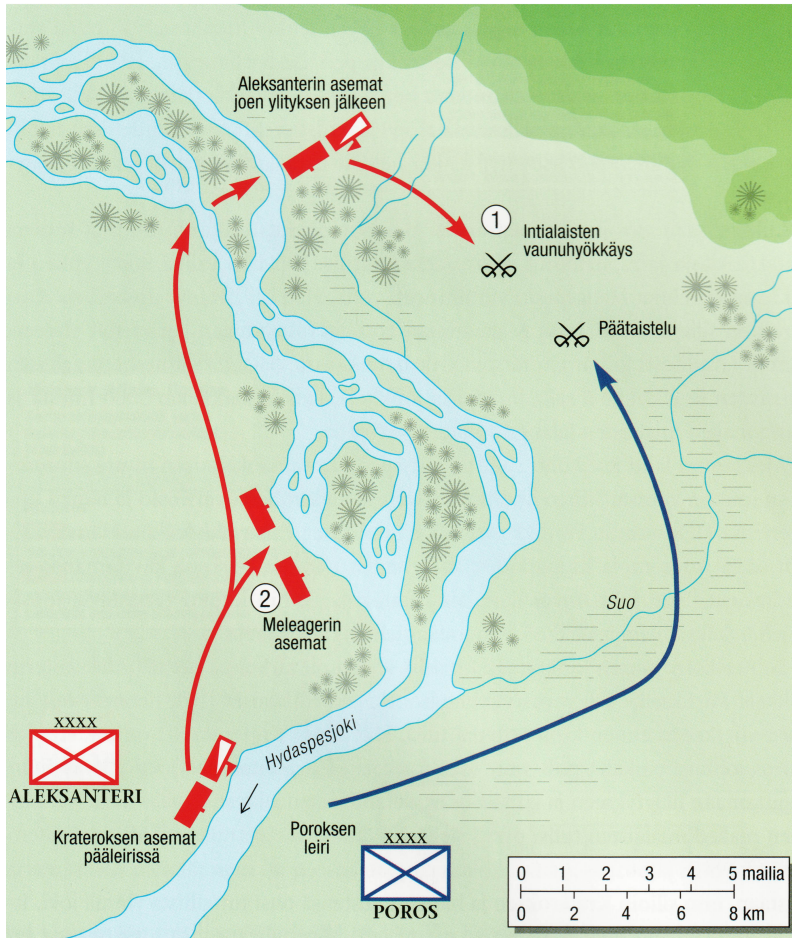 Aleksanterin asemat
joen ylityksen jälkeen
1
Intialaisten
vaunuhyökkäys
Päätaistelu
2
Meleagerin
asemat
Suo
Hydaspesjoki
XXXX
ALEKSANTERI
Krateroksen asemat
pääleirissä
Poroksen
leiri
XXXX
POROS
0 1 2 3 4 5 mailia
0 2 4 6 8 km